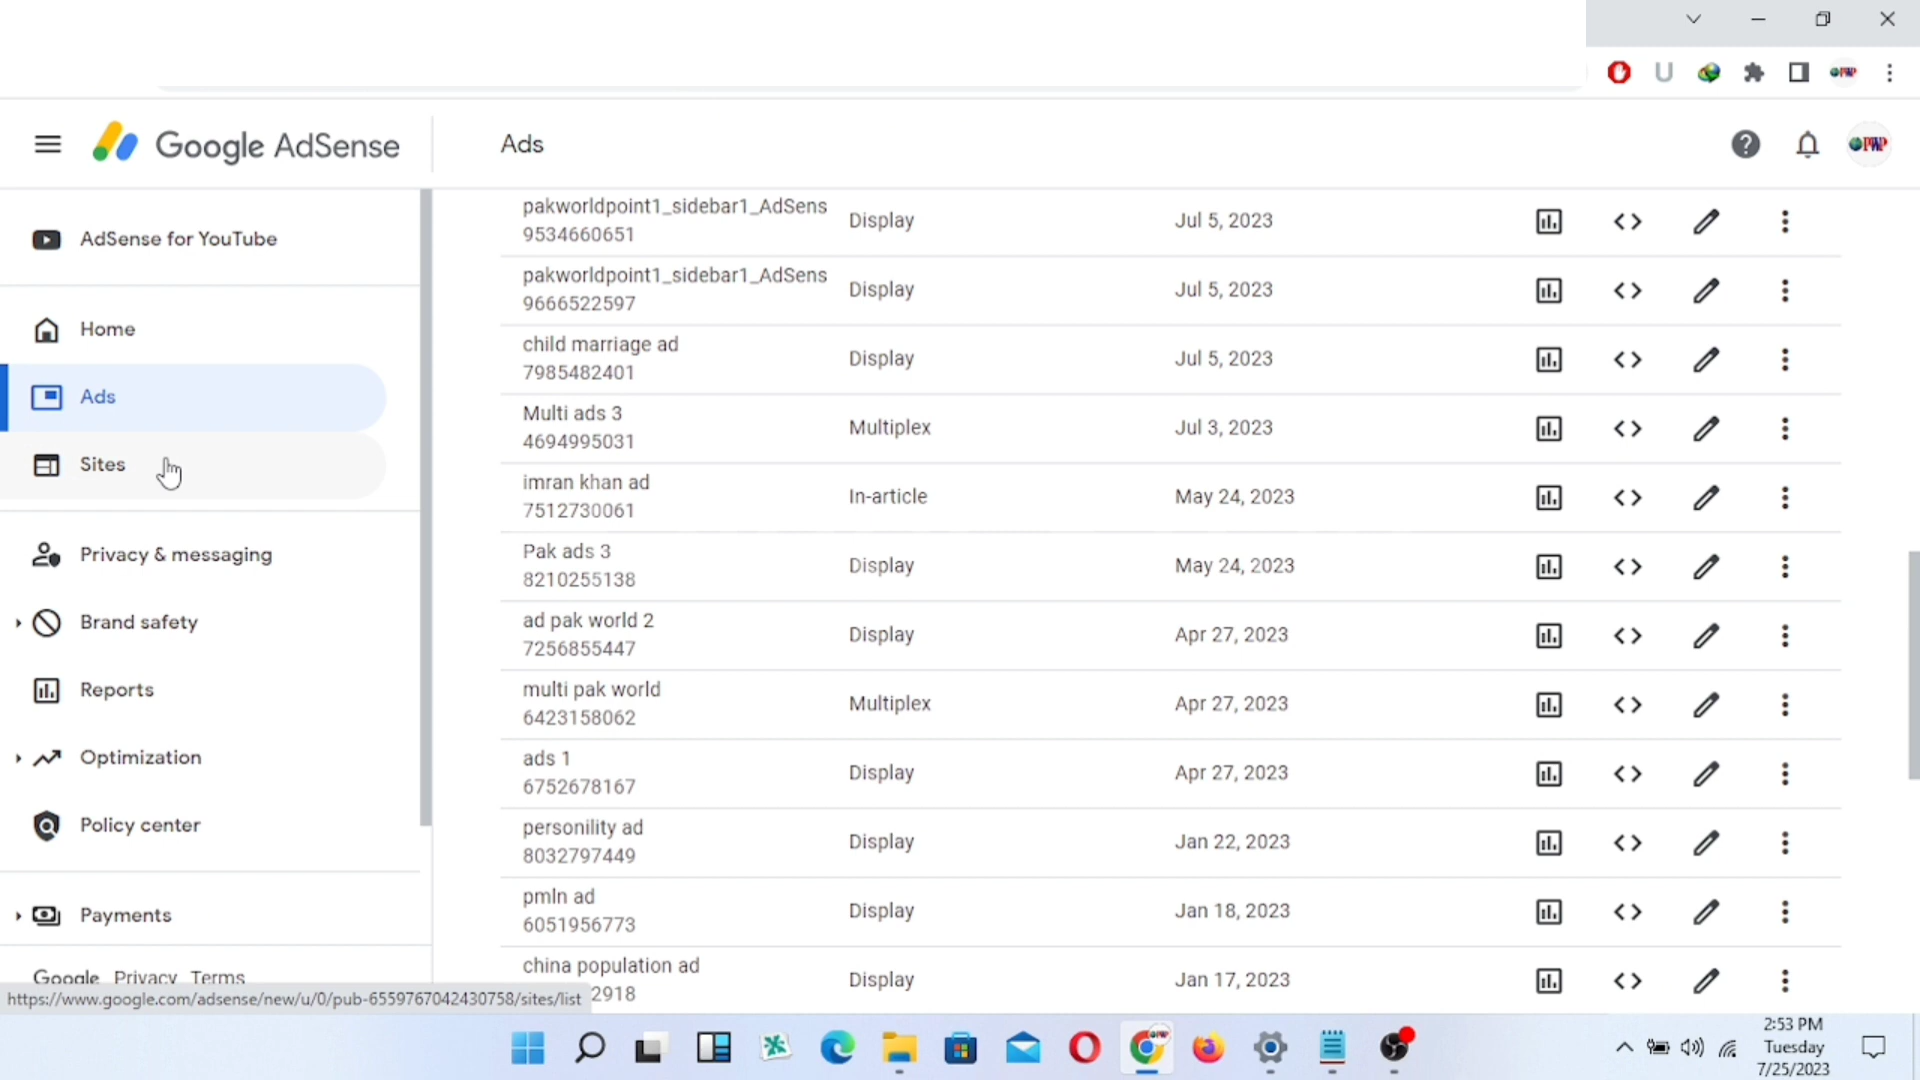 Google AdSense
Ads
AdSense for YouTube
Home
Ads
Sites
Privacy & messaging
Brand safety
Reports
Optimization
Policy center
Payments
Google Privacy Terms
https://www.google.com/adsense/new/u/0/pub-6559767042430758/sites/list
pakworldpoint1_sidebar1_AdSens Display Jul 5, 2023
9534660651
pakworldpoint1_sidebar1_AdSens Display Jul 5, 2023
9666522597
child marriage ad Display Jul 5, 2023
7985482401
Multi ads 3 Multiplex Jul 3, 2023
4694995031
imran khan ad In-article May 24, 2023
7512730061
Pak ads 3 Display May 24, 2023
8210255138
ad pak world 2 Display Apr 27, 2023
7256855447
multi pak world Multiplex Apr 27, 2023
6423158062
ads 1 Display Apr 27, 2023
6752678167
personility ad Display Jan 22, 2023
8032797449
pmln ad Display Jan 18, 2023
6051956773
china population ad Display Jan 17, 2023
2918
PWP
2:53 PM
Tuesday
7/25/2023